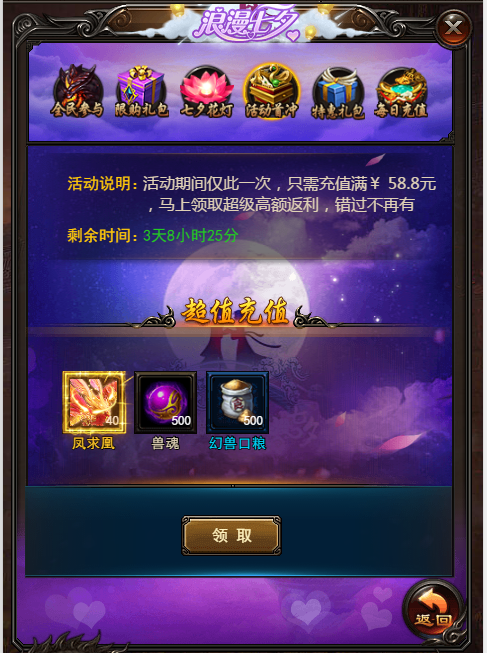 浪漫七夕
全民参与 限购礼包 七夕花灯 活动首冲 特惠礼包 每日充值
活动说明:活动期间仅此一次，只需充值满￥ 58.8元
，马上领取超级高额返利，错过不再有
剩余时间:3天8小时25分
超值充值
40 500 500
凤求凰 兽魂 幻兽口粮
领取
返回